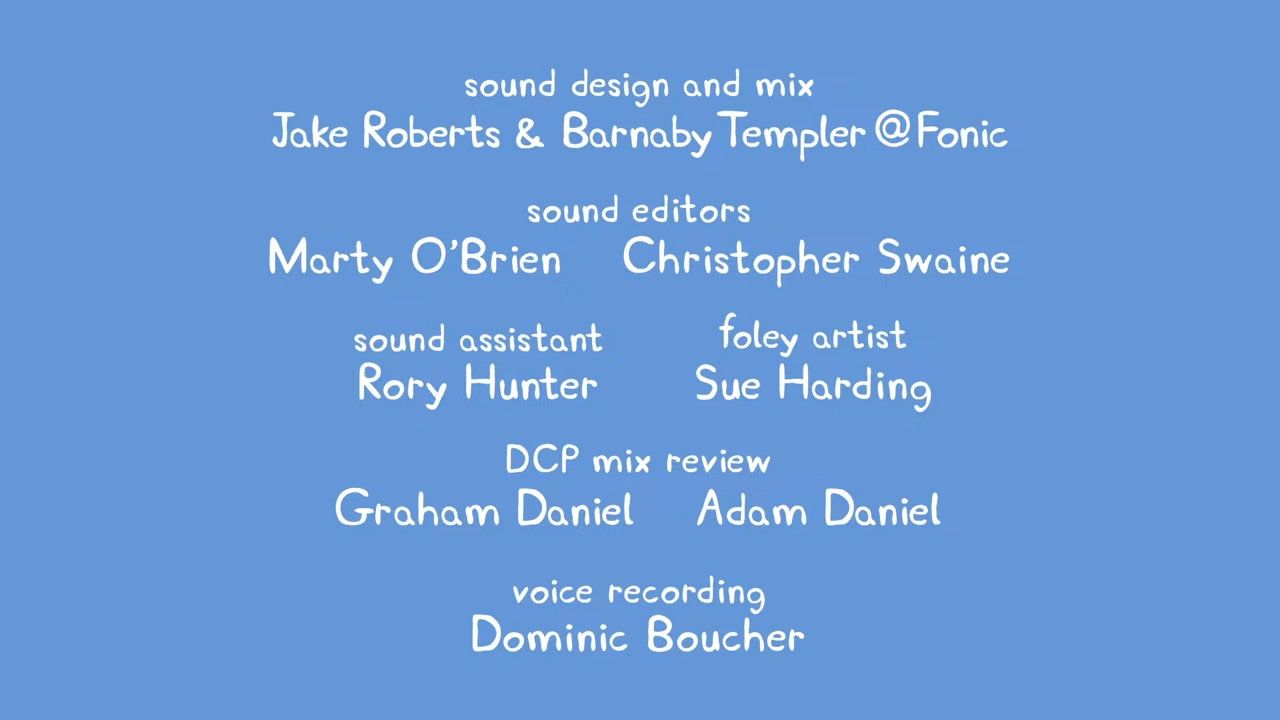 sound design and mix
Jake Roberts & Barnaby Templer @ Fonic
sound editors
Marty O'Brien Christopher Swaine
sound assistant foley artist
Rory Hunter Sue Harding
DCP mix review
Graham Daniel Adam Daniel
voice recording
Dominic Boucher